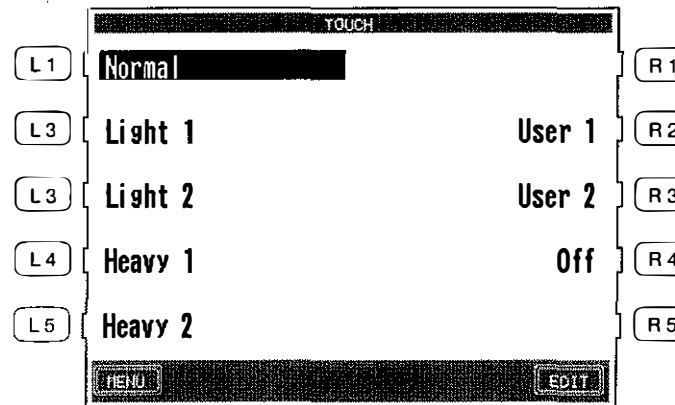 TOUCH
L1 Normal R1
L3 Light 1 User 1 R2
L3 Light 2 User 2 R3
L4 Heavy 1 Off R4
L5 Heavy 2 R5
MENU EDIT